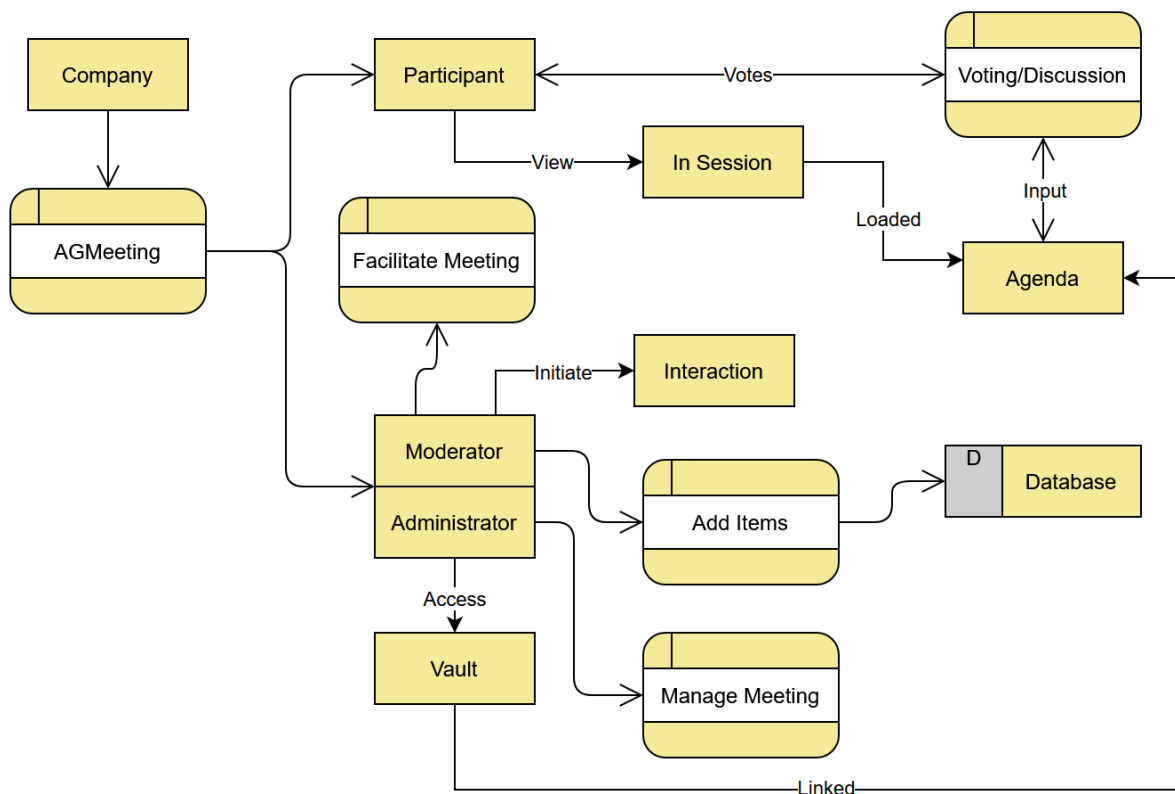 Company
Participant
Votes
Voting/Discussion
View
In Session
Input
Loaded
AGMeeting
Facilitate Meeting
Agenda
Initiate
Interaction
Moderator
D
Database
Administrator
Add Items
Access
Vault
Manage Meeting
Linked